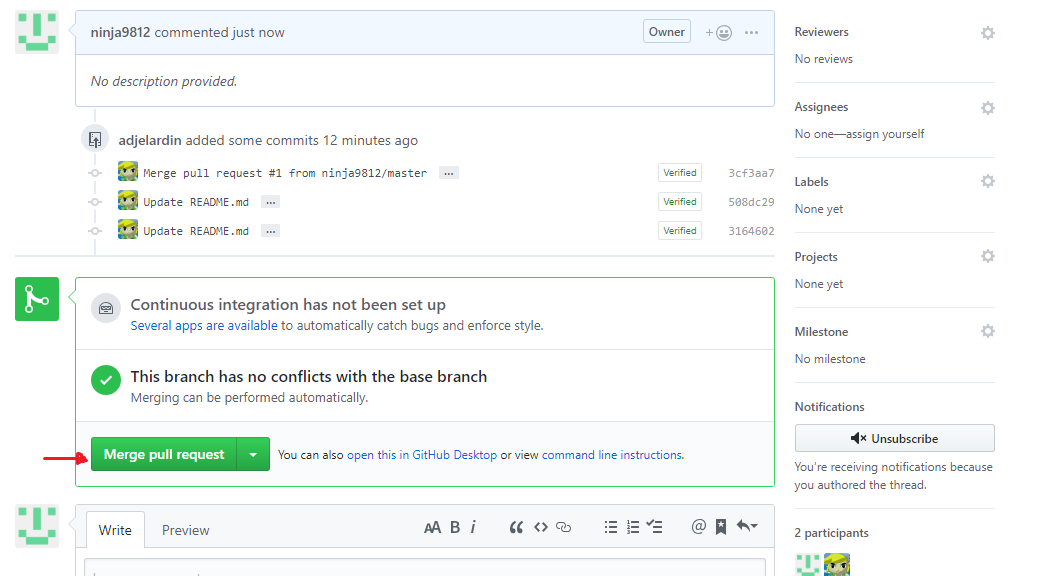 ninja9812 commented just now
Owner
No description provided.
adjelardin added some commits 12 minutes ago
Merge pull request #1 from ninja9812/master ...
Verified 3cf3aa7
Update README.md ...
Verified 508dc29
Update README.md ...
Verified 3164602
Continuous integration has not been set up
Several apps are available to automatically catch bugs and enforce style.
This branch has no conflicts with the base branch
Merging can be performed automatically.
Merge pull request
You can also open this in GitHub Desktop or view command line instructions.
Write Preview
AA B i
Reviewers
No reviews
Assignees
No one—assign yourself
Labels
None yet
Projects
None yet
Milestone
No milestone
Notifications
Unsubscribe
You're receiving notifications because
you authored the thread.
2 participants